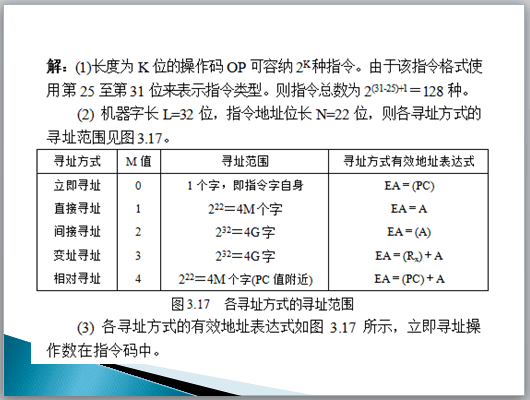 解：(1)长度为 K 位的操作码 OP 可容纳 2^K种指令。由于该指令格式使
用第 25 至第 31 位来表示指令类型。则指令总数为 2^(31-25)+1＝128 种。
(2) 机器字长 L=32 位，指令地址位长 N=22 位，则各寻址方式的
寻址范围见图 3.17。
寻址方式 M 值 寻址范围 寻址方式有效地址表达式
立即寻址 0 1 个字，即指令字自身 EA = (PC)
直接寻址 1 2^22＝4M 个字 EA = A
间接寻址 2 2^32＝4G 字 EA = (A)
变址寻址 3 2^32＝4G 字 EA = (Rx) + A
相对寻址 4 2^22＝4M 个字(PC 值附近) EA = (PC) + A
图 3.17 各寻址方式的寻址范围
(3) 各寻址方式的有效地址表达式如图 3.17 所示，立即寻址操
作数在指令码中。